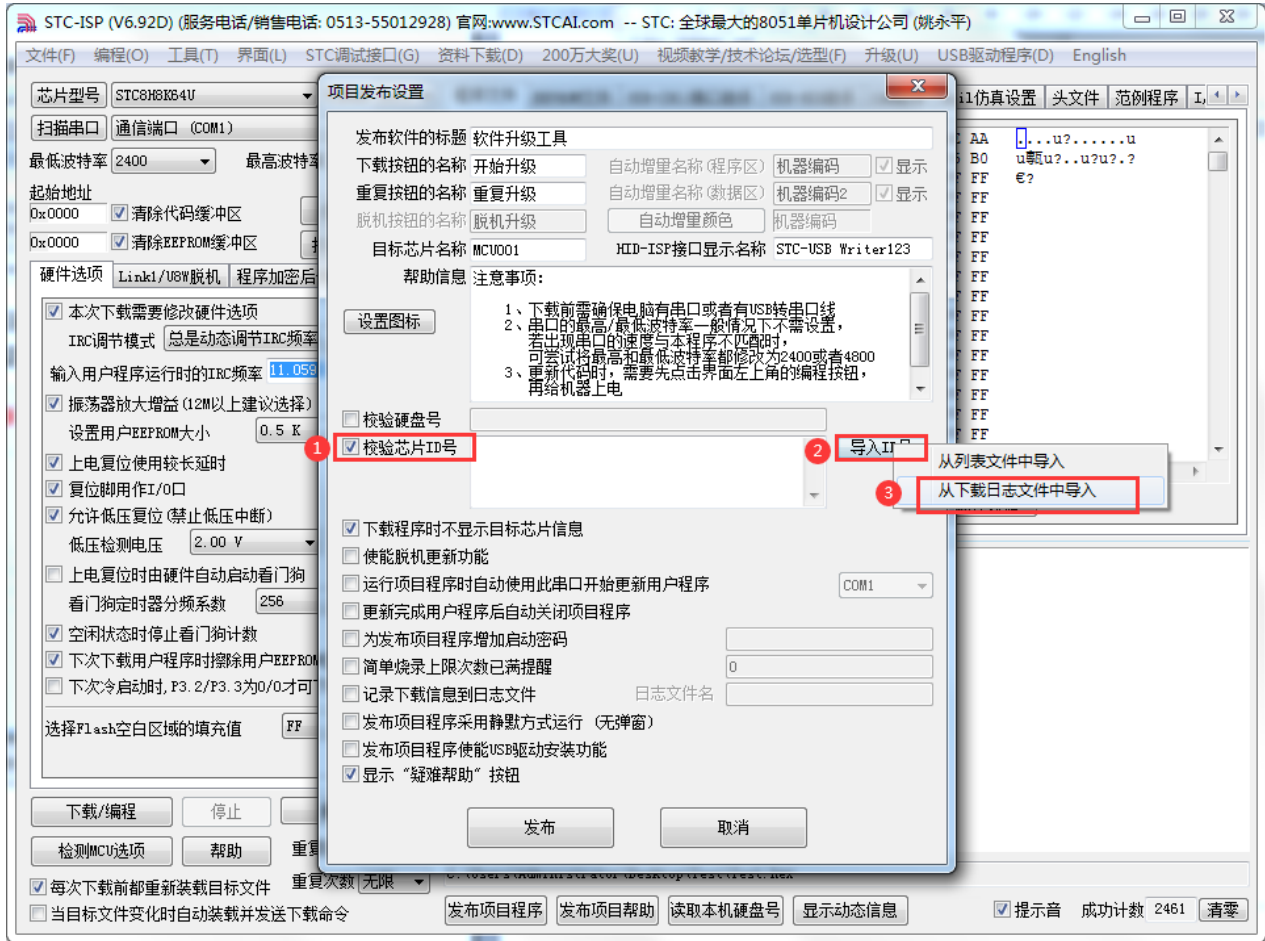 STC-ISP (V6.92D) (服务电话/销售电话: 0513-55012928) 官网:www.STCAI.com -- STC: 全球最大的8051单片机设计公司 (姚永平)
文件(F) 编程(O) 工具(T) 界面(L) STC调试接口(G) 资料下载(D) 200万大奖(U) 视频教学/技术论坛/选型(F) 升级(U) USB驱动程序(D) English
芯片型号 STC8H8K64U
扫描串口 通信端口 (COM1)
最低波特率 2400 最高波特率
起始地址
0x0000 清除代码缓冲区
0x0000 清除EEPROM缓冲区
硬件选项 Link1/U8W脱机 程序加密后
本次下载需要修改硬件选项
IRC调节模式 总是动态调节IRC频率
输入用户程序运行时的IRC频率 11.059
振荡器放大增益(12M以上建议选择)
设置用户EEPROM大小 0.5 K
上电复位使用较长延时
复位脚用作I/O口
允许低压复位(禁止低压中断)
低压检测电压 2.00 V
上电复位时由硬件自动启动看门狗
看门狗定时器分频系数 256
空闲状态时停止看门狗计数
下次下载用户程序时擦除用户EEPROM
下次冷启动时,P3.2/P3.3为0/0才可
选择Flash空白区域的填充值 FF
下载/编程 停止
检测MCU选项 帮助 重复
每次下载前都重新装载目标文件 重复次数 无限
当目标文件变化时自动装载并发送下载命令
项目发布设置
发布软件的标题 软件升级工具
下载按钮的名称 开始升级 自动增量名称(程序区) 机器编码 显示
重复按钮的名称 重复升级 自动增量名称(数据区) 机器编码2 显示
脱机按钮的名称 脱机升级 自动增量颜色 机器编码
目标芯片名称 MCU001 HID-ISP接口显示名称 STC-USB Writer123
帮助信息 注意事项:
设置图标
1、下载前需确保电脑有串口或者有USB转串口线
2、串口的最高/最低波特率一般情况下不需设置,
若出现串口的速度与本程序不匹配时,
可尝试将最高和最低波特率都修改为2400或者4800
3、更新代码时,需要先点击界面左上角的编程按钮,
再给机器上电
校验硬盘号
1 校验芯片ID号 2 导入ID号
从列表文件中导入
3 从下载日志文件中导入
下载程序时不显示目标芯片信息
使能脱机更新功能
运行项目程序时自动使用此串口开始更新用户程序 COM1
更新完成用户程序后自动关闭项目程序
为发布项目程序增加启动密码
简单烧录上限次数已满提醒 0
记录下载信息到日志文件 日志文件名
发布项目程序采用静默方式运行 (无弹窗)
发布项目程序使能USB驱动安装功能
显示“疑难帮助”按钮
发布 取消
仿真设置 头文件 范例程序
AA ....u?......u
B0 u?..u?u?.?
FF €?
FF
FF
FF
FF
FF
FF
FF
FF
FF
FF
FF
FF
FF
发布项目程序 发布项目帮助 读取本机硬盘号 显示动态信息 提示音 成功计数 2461 清零